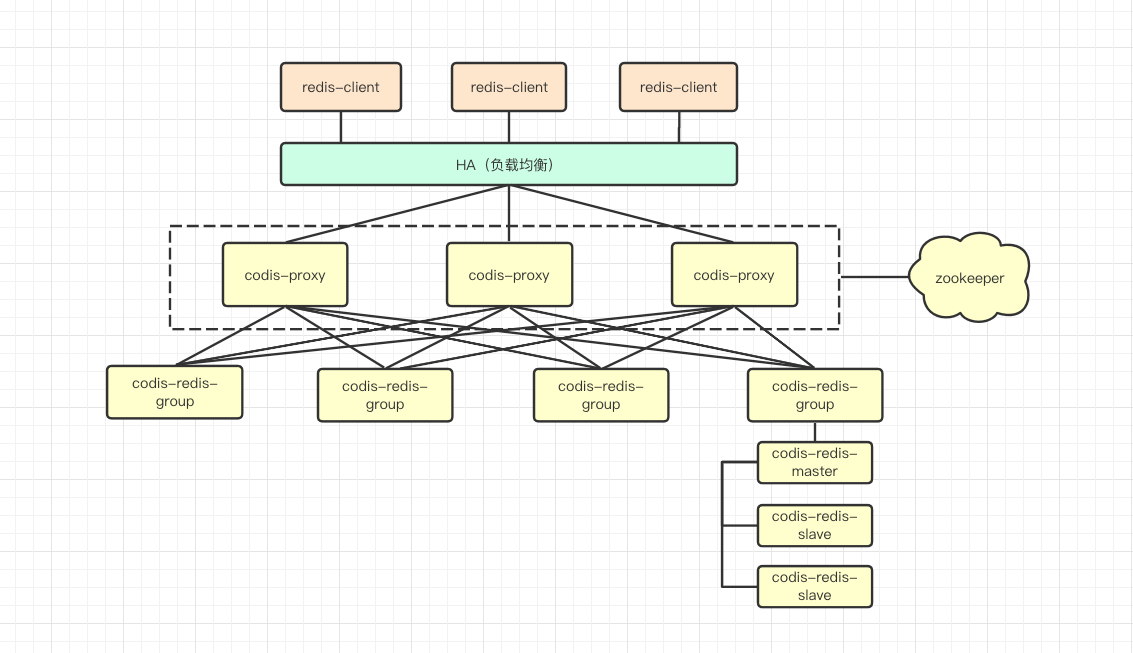 redis-client
redis-client
redis-client
HA（负载均衡）
codis-proxy
codis-proxy
codis-proxy
zookeeper
codis-redis-
group
codis-redis-
group
codis-redis-
group
codis-redis-
group
codis-redis-
master
codis-redis-
slave
codis-redis-
slave